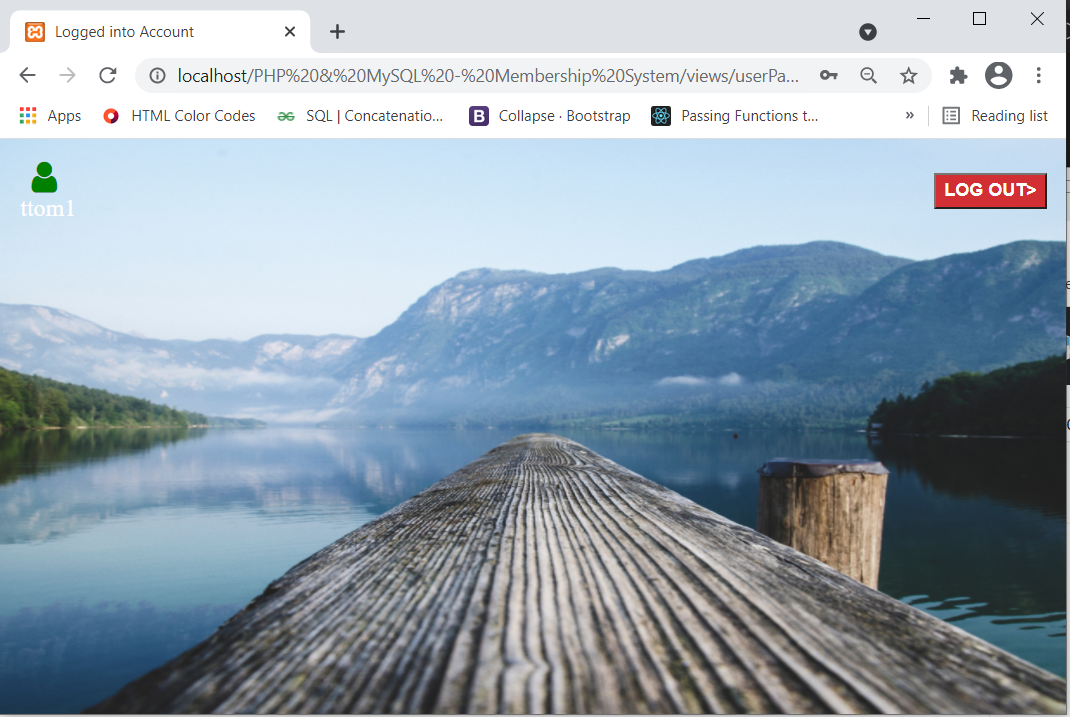 Logged into Account
localhost/PHP%20&%20MySQL%20-%20Membership%20System/views/userPa...
Apps
HTML Color Codes
SQL | Concatenatio...
Collapse · Bootstrap
Passing Functions t...
»
Reading list
ttom1
LOG OUT>